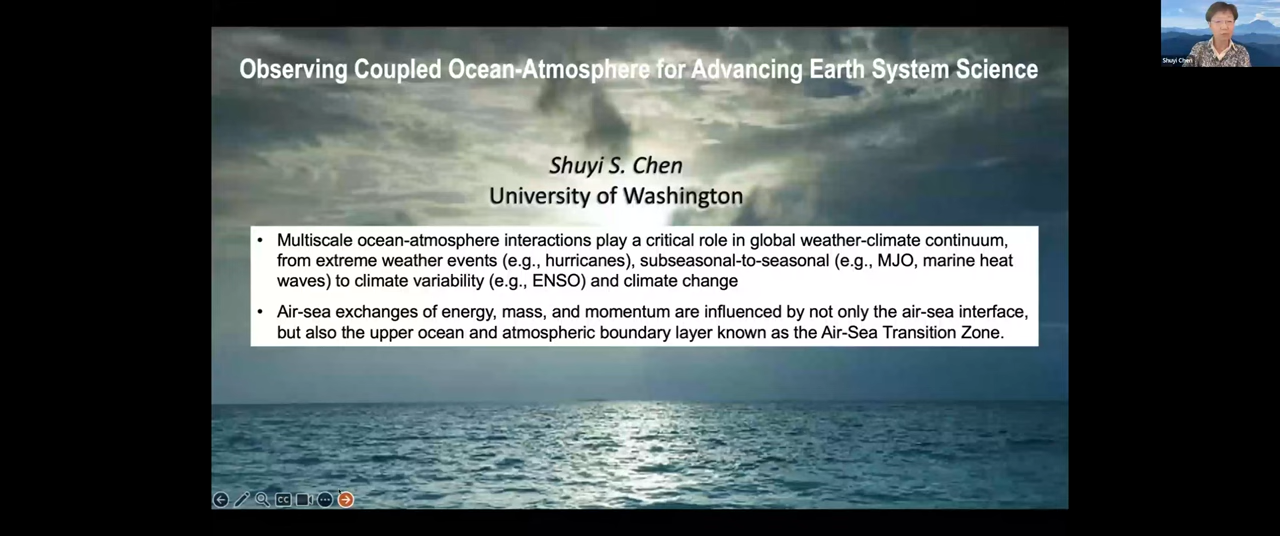 Observing Coupled Ocean-Atmosphere for Advancing Earth System Science
Shuyi S. Chen
University of Washington
• Multiscale ocean-atmosphere interactions play a critical role in global weather-climate continuum,
from extreme weather events (e.g., hurricanes), subseasonal-to-seasonal (e.g., MJO, marine heat
waves) to climate variability (e.g., ENSO) and climate change
• Air-sea exchanges of energy, mass, and momentum are influenced by not only the air-sea interface,
but also the upper ocean and atmospheric boundary layer known as the Air-Sea Transition Zone.
Shuyi Chen
CC